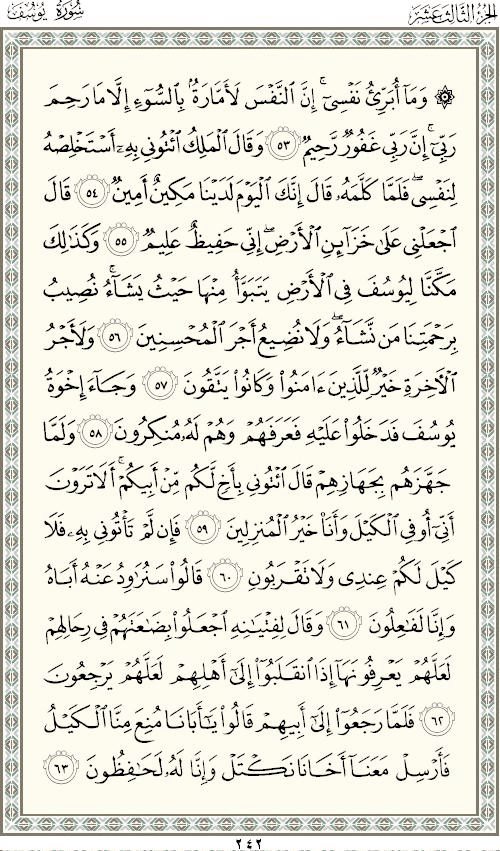 الجزء الثالث عشر سورة يوسف
۞ وَمَآ أُبَرِّئُ نَفْسِىٓ ۚ إِنَّ ٱلنَّفْسَ لَأَمَّارَةٌۢ بِٱلسُّوٓءِ إِلَّا مَا رَحِمَ
رَبِّىٓ ۚ إِنَّ رَبِّى غَفُورٌ رَّحِيمٌ ٥٣ وَقَالَ ٱلْمَلِكُ ٱئْتُونِى بِهِۦٓ أَسْتَخْلِصْهُ
لِنَفْسِى ۖ فَلَمَّا كَلَّمَهُۥ قَالَ إِنَّكَ ٱلْيَوْمَ لَدَيْنَا مَكِينٌ أَمِينٌ ٥٤ قَالَ
ٱجْعَلْنِى عَلَىٰ خَزَآئِنِ ٱلْأَرْضِ ۖ إِنِّى حَفِيظٌ عَلِيمٌ ٥٥ وَكَذَٰلِكَ
مَكَّنَّا لِيُوسُفَ فِى ٱلْأَرْضِ يَتَبَوَّأُ مِنْهَا حَيْثُ يَشَآءُ ۚ نُصِيبُ
بِرَحْمَتِنَا مَن نَّشَآءُ ۖ وَلَا نُضِيعُ أَجْرَ ٱلْمُحْسِنِينَ ٥٦ وَلَأَجْرُ
ٱلْـَٔاخِرَةِ خَيْرٌ لِّلَّذِينَ ءَامَنُوا۟ وَكَانُوا۟ يَتَّقُونَ ٥٧ وَجَآءَ إِخْوَةُ
يُوسُفَ فَدَخَلُوا۟ عَلَيْهِ فَعَرَفَهُمْ وَهُمْ لَهُۥ مُنكِرُونَ ٥٨ وَلَمَّا
جَهَّزَهُم بِجَهَازِهِمْ قَالَ ٱئْتُونِى بِأَخٍ لَّكُم مِّنْ أَبِيكُمْ ۚ أَلَا تَرَوْنَ
أَنِّىٓ أُوفِى ٱلْكَيْلَ وَأَنَا۠ خَيْرُ ٱلْمُنزِلِينَ ٥٩ فَإِن لَّمْ تَأْتُونِى بِهِۦ فَلَا
كَيْلَ لَكُمْ عِندِى وَلَا تَقْرَبُونِ ٦٠ قَالُوا۟ سَنُرَٰوِدُ عَنْهُ أَبَاهُ
وَإِنَّا لَفَٰعِلُونَ ٦١ وَقَالَ لِفِتْيَٰنِهِ ٱجْعَلُوا۟ بِضَٰعَتَهُمْ فِى رِحَالِهِمْ
لَعَلَّهُمْ يَعْرِفُونَهَآ إِذَا ٱنقَلَبُوٓا۟ إِلَىٰٓ أَهْلِهِمْ لَعَلَّهُمْ يَرْجِعُونَ
٦٢ فَلَمَّا رَجَعُوٓا۟ إِلَىٰٓ أَبِيهِمْ قَالُوا۟ يَٰٓأَبَانَا مُنِعَ مِنَّا ٱلْكَيْلُ
فَأَرْسِلْ مَعَنَآ أَخَانَا نَكْتَلْ وَإِنَّا لَهُۥ لَحَٰفِظُونَ ٦٣
٢٤٢